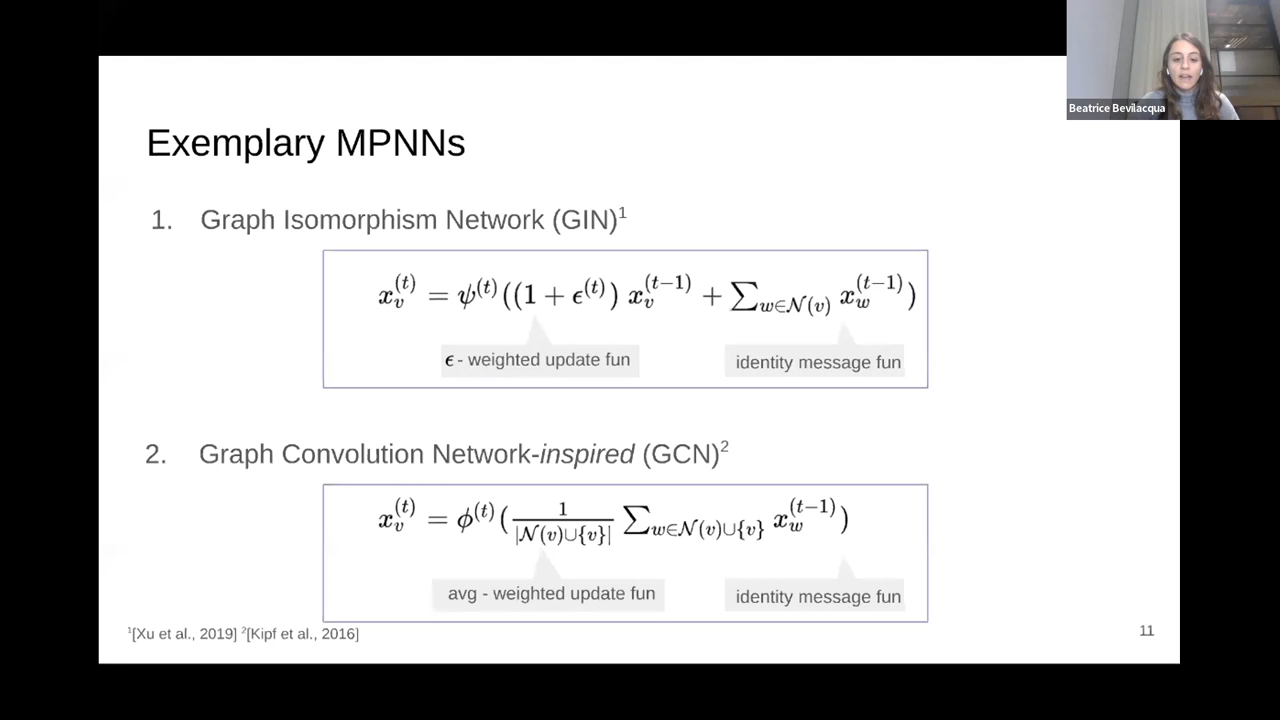 Beatrice Bevilacqua
Exemplary MPNNs
1. Graph Isomorphism Network (GIN)¹
x_v^{(t)} = ψ^{(t)}((1 + ϵ^{(t)}) x_v^{(t−1)} + ∑_{w∈𝒩(v)} x_w^{(t−1)})
ϵ - weighted update fun
identity message fun
2. Graph Convolution Network-inspired (GCN)²
x_v^{(t)} = ϕ^{(t)}(\frac{1}{|𝒩(v)∪{v}|} ∑_{w∈𝒩(v)∪{v}} x_w^{(t−1)})
avg - weighted update fun
identity message fun
¹[Xu et al., 2019] ²[Kipf et al., 2016]
11